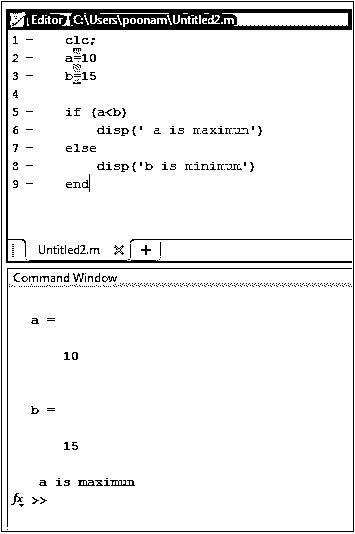 Editor - C:\Users\poonam\Untitled2.m
1 -    clc;
2 -    a=10
3 -    b=15
4
5 -    if (a<b)
6 -        disp(' a is maximun')
7 -    else
8 -        disp('b is minimum')
9 -    end
Untitled2.m
Command Window
a =
10
b =
15
a is maximun
fx >>